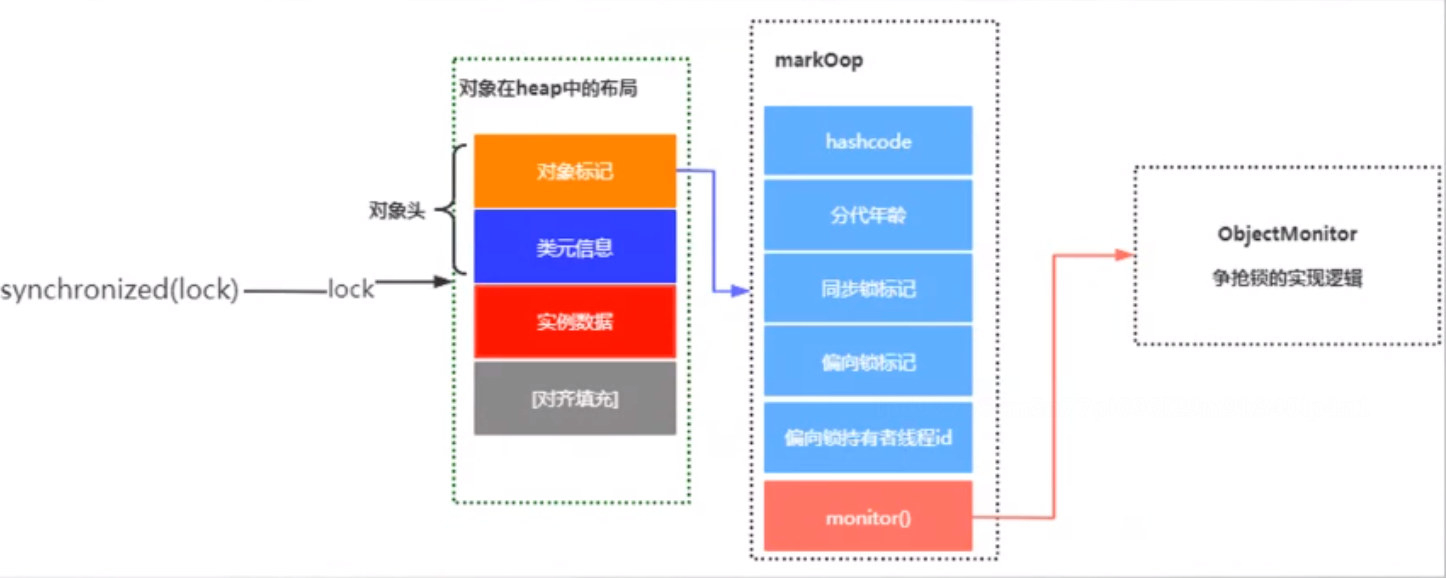 synchronized(lock)
lock
对象头
对象在heap中的布局
对象标记
类元信息
实例数据
[对齐填充]
markOop
hashcode
分代年龄
同步锁标记
偏向锁标记
偏向锁持有者线程id
monitor()
ObjectMonitor
争抢锁的实现逻辑